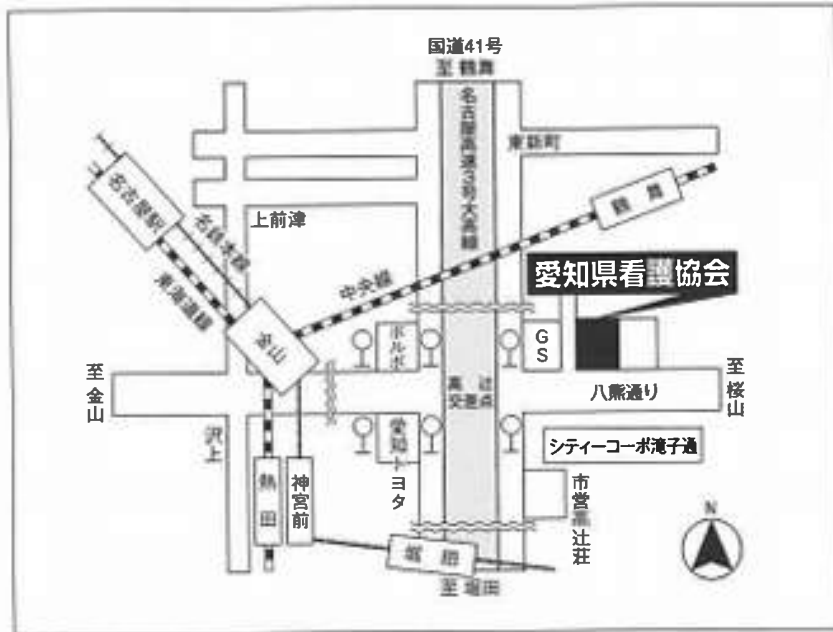 国道41号
至 鶴舞
名古屋高速3号大高線
東新町
鶴舞
名古屋駅
名鉄本線
上前津
東海道線
中央線
愛知県看護協会
金山
ボルボ
GS
至金山
高辻
交差点
八熊通り
至桜山
沢上
愛知トヨタ
シティーコーポ滝子通
熱田
神宮前
市営高辻荘
堀田
至 堀田
N